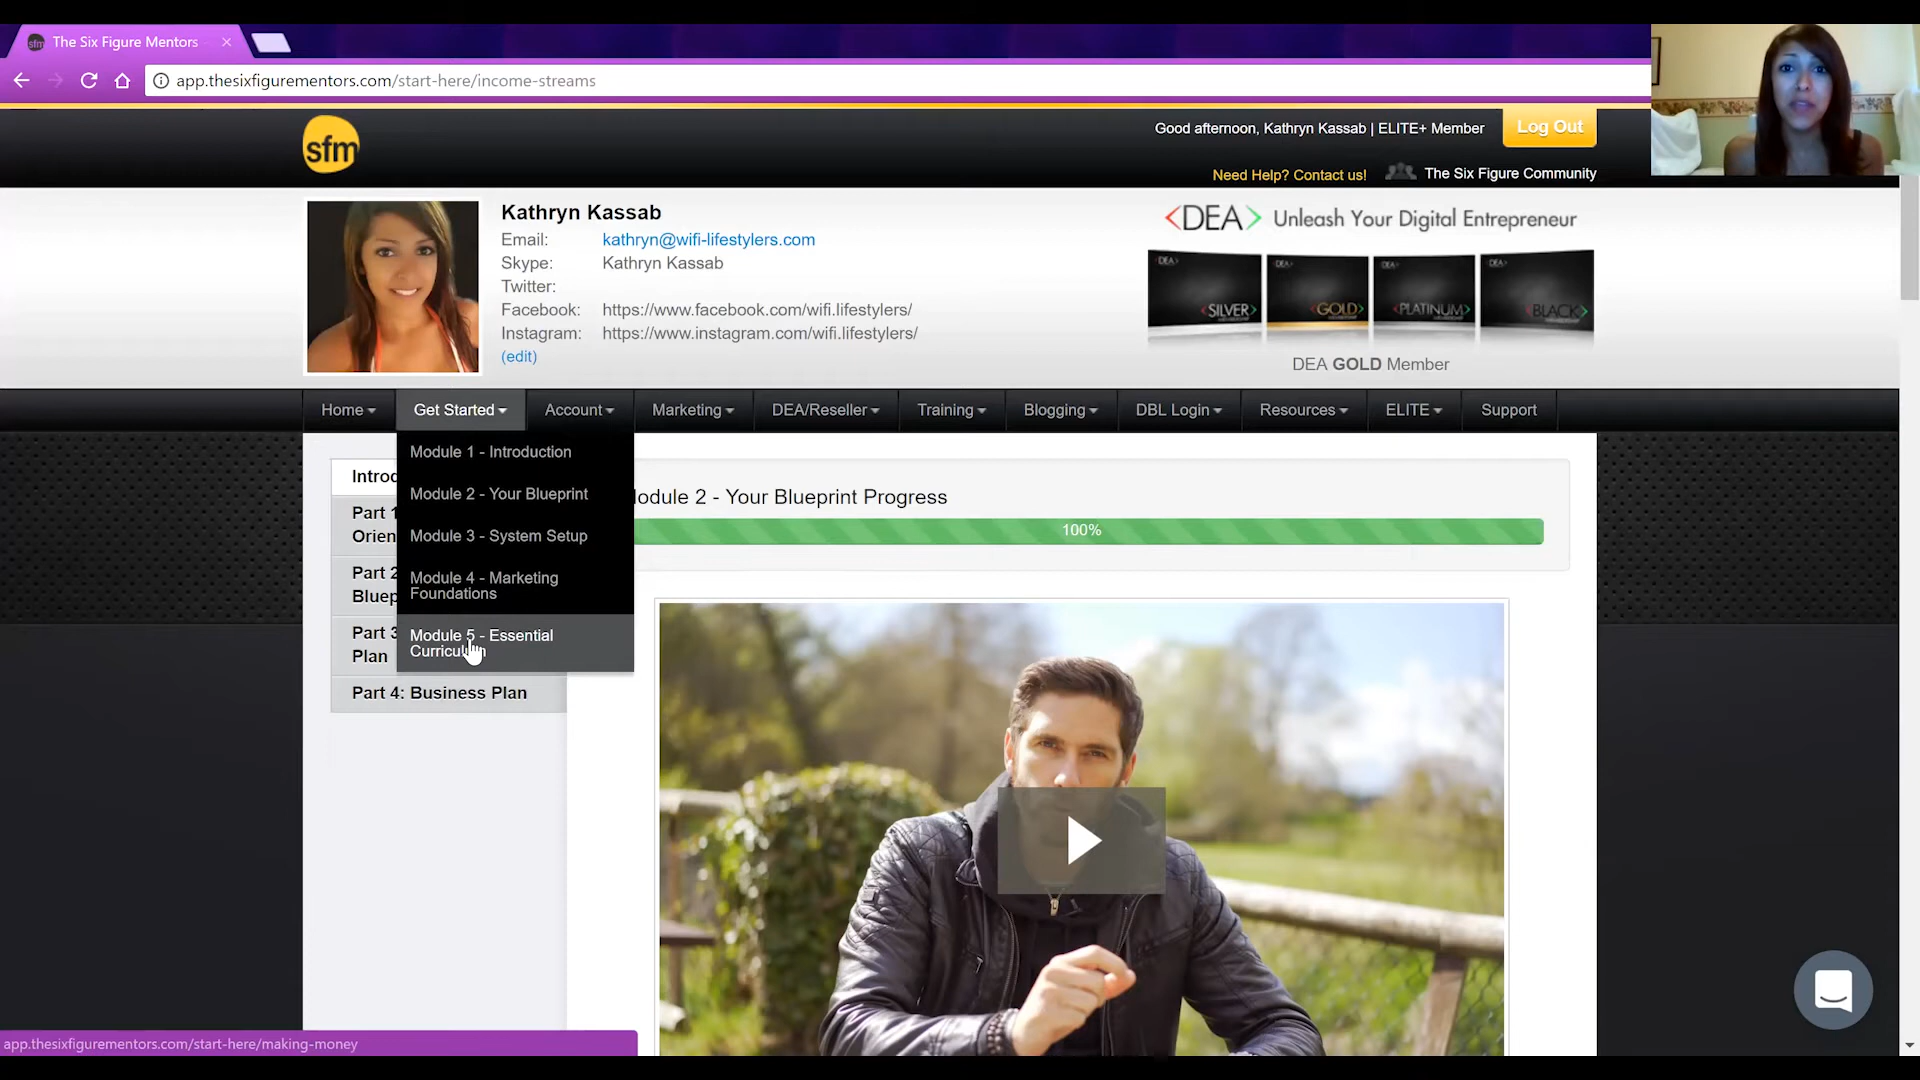 The Six Figure Mentors
app.thesixfigurementors.com/start-here/income-streams
sfm
Good afternoon, Kathryn Kassab | ELITE+ Member
Log Out
Need Help? Contact us!
The Six Figure Community
Kathryn Kassab
Email: kathryn@wifi-lifestylers.com
Skype: Kathryn Kassab
Twitter:
Facebook: https://www.facebook.com/wifi.lifestylers/
Instagram: https://www.instagram.com/wifi.lifestylers/
(edit)
<DEA> Unleash Your Digital Entrepreneur
<SILVER>
<GOLD>
<PLATINUM>
<BLACK>
DEA GOLD Member
Home
Get Started
Account
Marketing
DEA/Reseller
Training
Blogging
DBL Login
Resources
ELITE
Support
Module 1 - Introduction
Module 2 - Your Blueprint
Module 3 - System Setup
Module 4 - Marketing
Foundations
Module 5 - Essential
Part 1
Part 2
Part 3
Plan
Part 4: Business Plan
Module 2 - Your Blueprint Progress
100%
app.thesixfigurementors.com/start-here/making-money